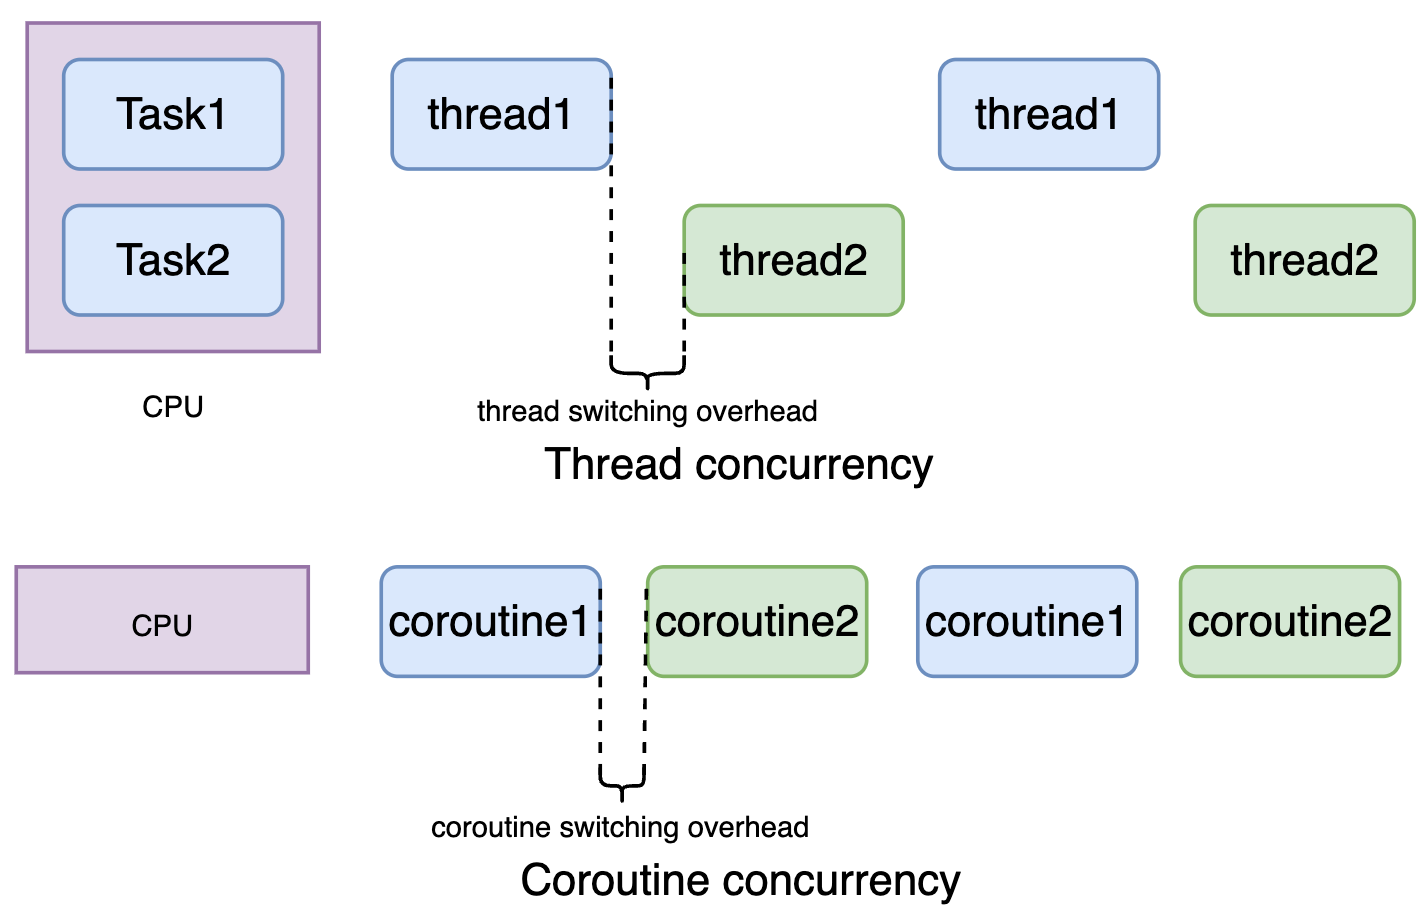 Task1
thread1
thread1
Task2
thread2
thread2
CPU
thread switching overhead
Thread concurrency
CPU
coroutine1
coroutine2
coroutine1
coroutine2
coroutine switching overhead
Coroutine concurrency